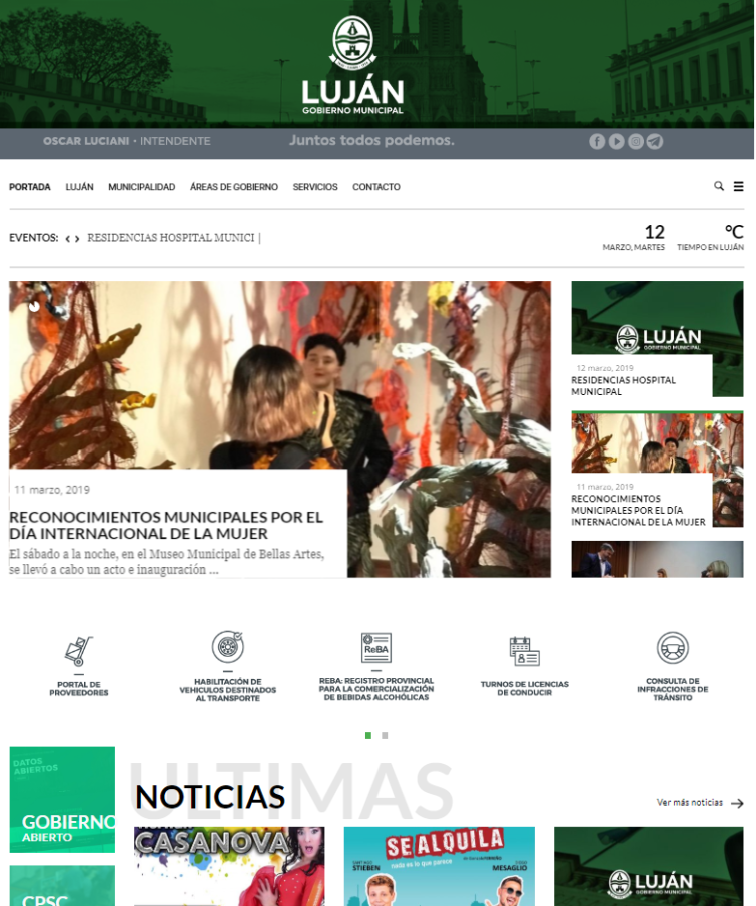 LUJÁN
GOBIERNO MUNICIPAL
OSCAR LUCIANI • INTENDENTE
Juntos todos podemos.
PORTADA LUJÁN MUNICIPALIDAD ÁREAS DE GOBIERNO SERVICIOS CONTACTO
EVENTOS: ‹ › RESIDENCIAS HOSPITAL MUNICI |
12
MARZO, MARTES
°C
TIEMPO EN LUJÁN
11 marzo, 2019
RECONOCIMIENTOS MUNICIPALES POR EL
DÍA INTERNACIONAL DE LA MUJER
El sábado a la noche, en el Museo Municipal de Bellas Artes,
se llevó a cabo un acto e inauguración ...
LUJÁN
GOBIERNO MUNICIPAL
12 marzo, 2019
RESIDENCIAS HOSPITAL
MUNICIPAL
11 marzo, 2019
RECONOCIMIENTOS
MUNICIPALES POR EL DÍA
INTERNACIONAL DE LA MUJER
PORTAL DE
PROVEEDORES
HABILITACIÓN DE
VEHICULOS DESTINADOS
AL TRANSPORTE
ReBA
REBA: REGISTRO PROVINCIAL
PARA LA COMERCIALIZACIÓN
DE BEBIDAS ALCOHÓLICAS
TURNOS DE LICENCIAS
DE CONDUCIR
CONSULTA DE
INFRACCIONES DE
TRÁNSITO
DATOS
ABIERTOS
GOBIERNO
ABIERTO
CPSC
ULTIMAS
NOTICIAS
Ver más noticias →
CASANOVA
SE ALQUILA
nada es lo que parece
STIEBEN
MESAGLIO
LUJÁN
GOBIERNO MUNICIPAL